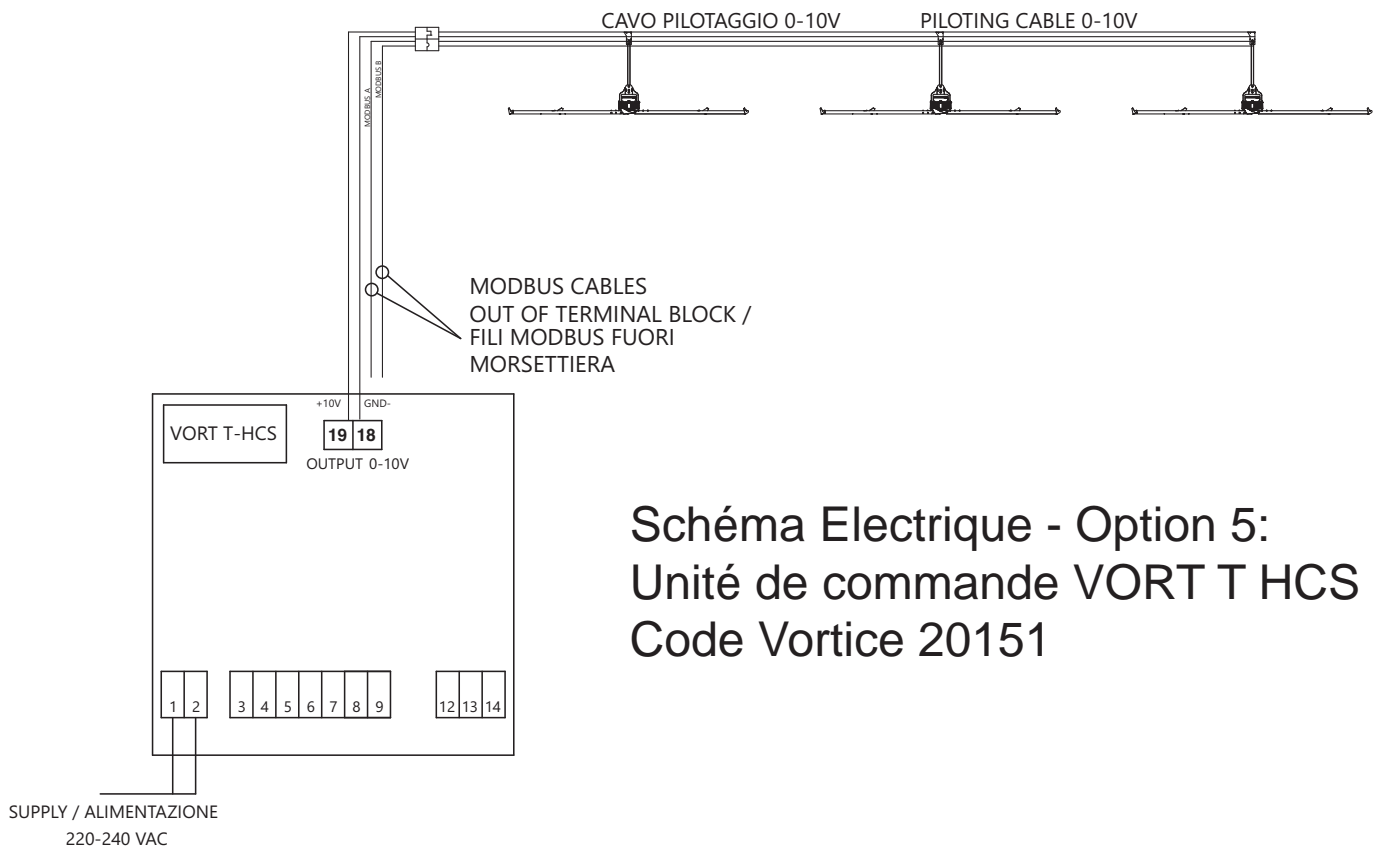 CAVO PILOTAGGIO 0-10V
PILOTING CABLE 0-10V
MODBUS_A
MODBUS B
MODBUS CABLES
OUT OF TERMINAL BLOCK /
FILI MODBUS FUORI
MORSETTIERA
+10V
GND-
VORT T-HCS
19 18
OUTPUT 0-10V
Schéma Electrique - Option 5:
Unité de commande VORT T HCS
Code Vortice 20151
1 2 3 4 5 6 7 8 9 12 13 14
SUPPLY / ALIMENTAZIONE
220-240 VAC